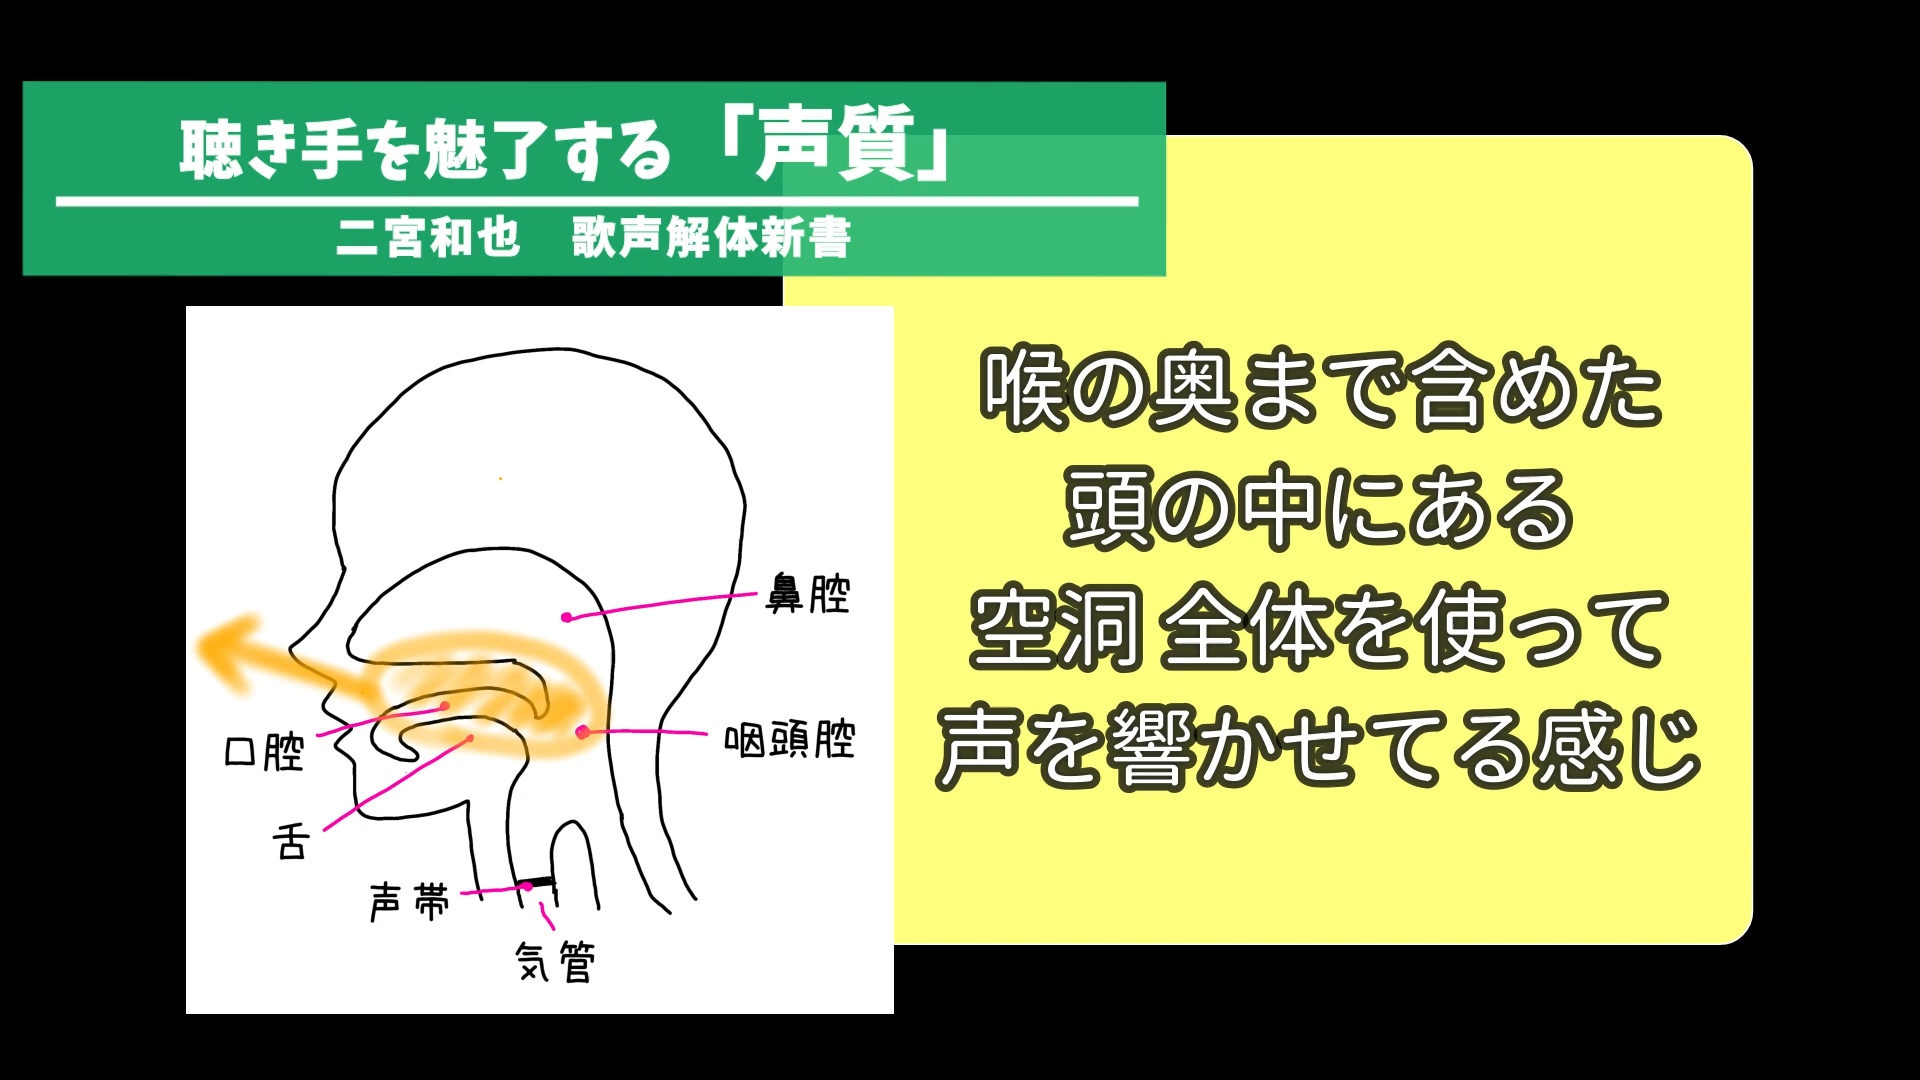 聴き手を魅了する「声質」
二宮和也　歌声解体新書
喉の奥まで含めた
頭の中にある
空洞 全体を使って
声を響かせてる感じ
鼻腔
口腔
咽頭腔
舌
声帯
気管